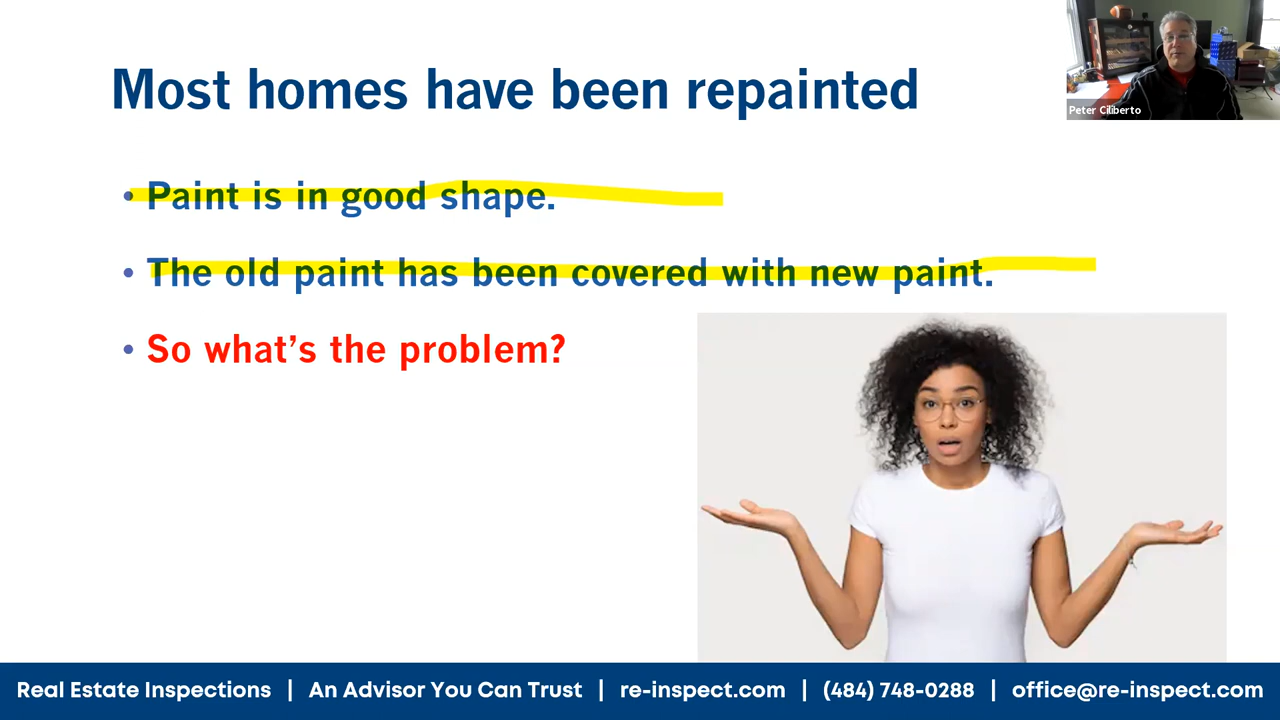 Most homes have been repainted
Peter Ciliberto
• Paint is in good shape.
• The old paint has been covered with new paint.
• So what's the problem?
Real Estate Inspections | An Advisor You Can Trust | re-inspect.com | (484) 748-0288 | office@re-inspect.com